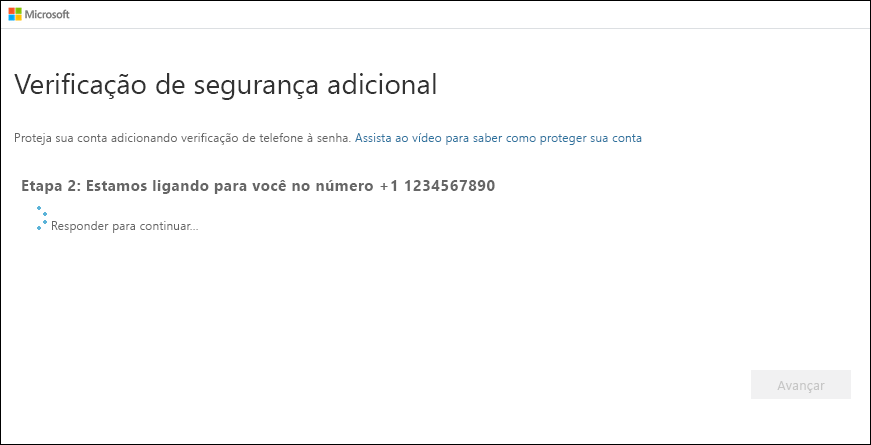 Microsoft
Verificação de segurança adicional
Proteja sua conta adicionando verificação de telefone à senha. Assista ao vídeo para saber como proteger sua conta
Etapa 2: Estamos ligando para você no número +1 1234567890
Responder para continuar...
Avançar